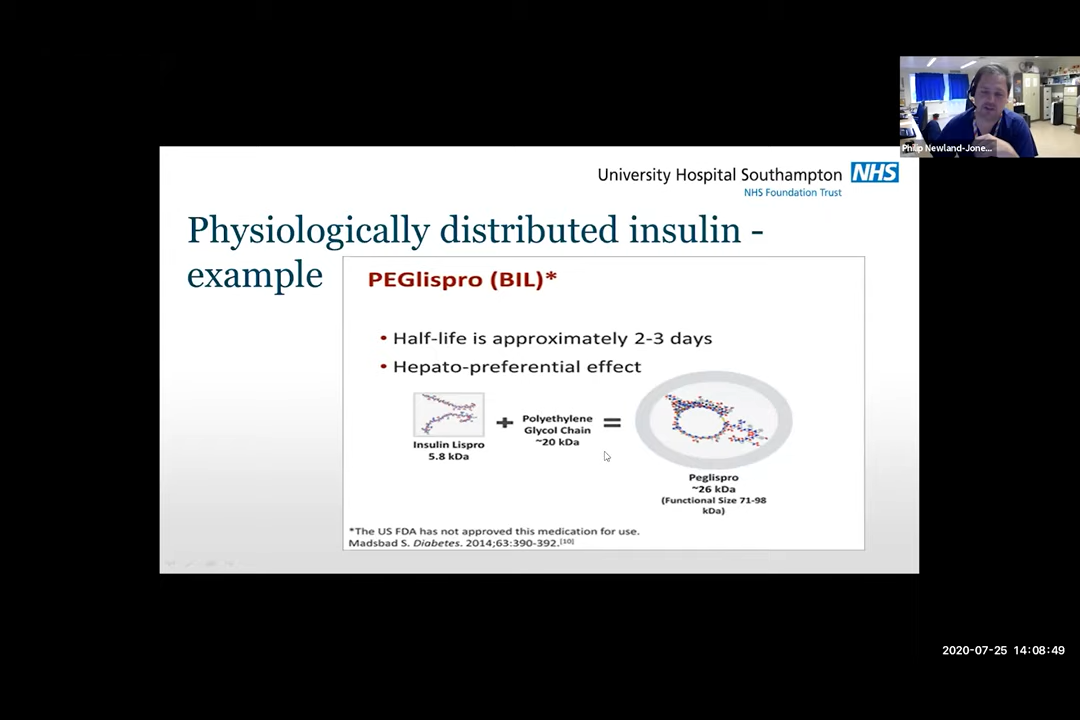 Philip Newland-Jone...
University Hospital Southampton NHS
NHS Foundation Trust
Physiologically distributed insulin -
example
PEGlispro (BIL)*
• Half-life is approximately 2-3 days
• Hepato-preferential effect
Insulin Lispro
5.8 kDa
+
Polyethylene
Glycol Chain
~20 kDa
=
Peglispro
~26 kDa
(Functional Size 71-98
kDa)
*The US FDA has not approved this medication for use.
Madsbad S. Diabetes. 2014;63:390-392.[10]
2020-07-25 14:08:49